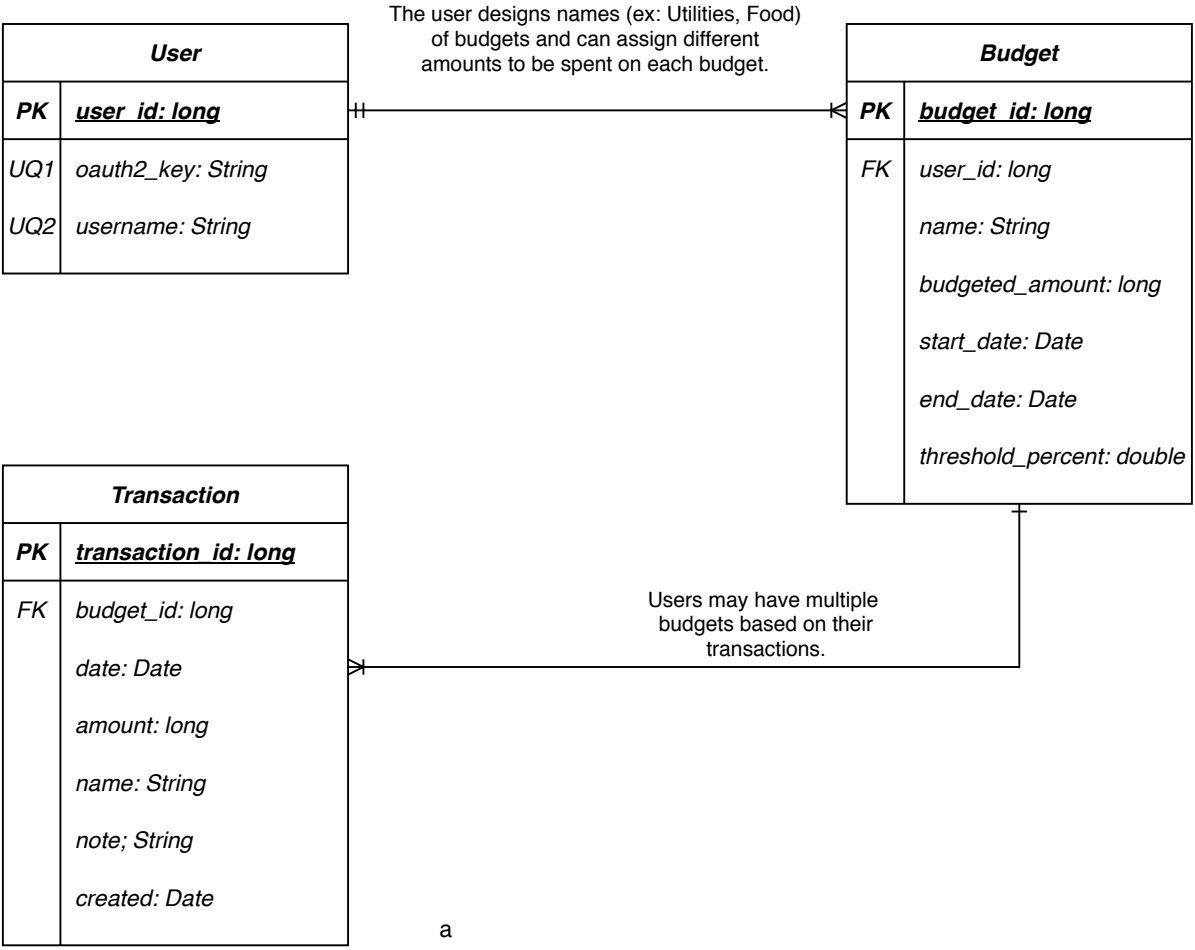 The user designs names (ex: Utilities, Food)
of budgets and can assign different
amounts to be spent on each budget.
User
PK user_id: long
UQ1 oauth2_key: String
UQ2 username: String
Budget
PK budget_id: long
FK user_id: long
name: String
budgeted_amount: long
start_date: Date
end_date: Date
threshold_percent: double
Transaction
PK transaction_id: long
FK budget_id: long
date: Date
amount: long
name: String
note; String
created: Date
Users may have multiple
budgets based on their
transactions.
a